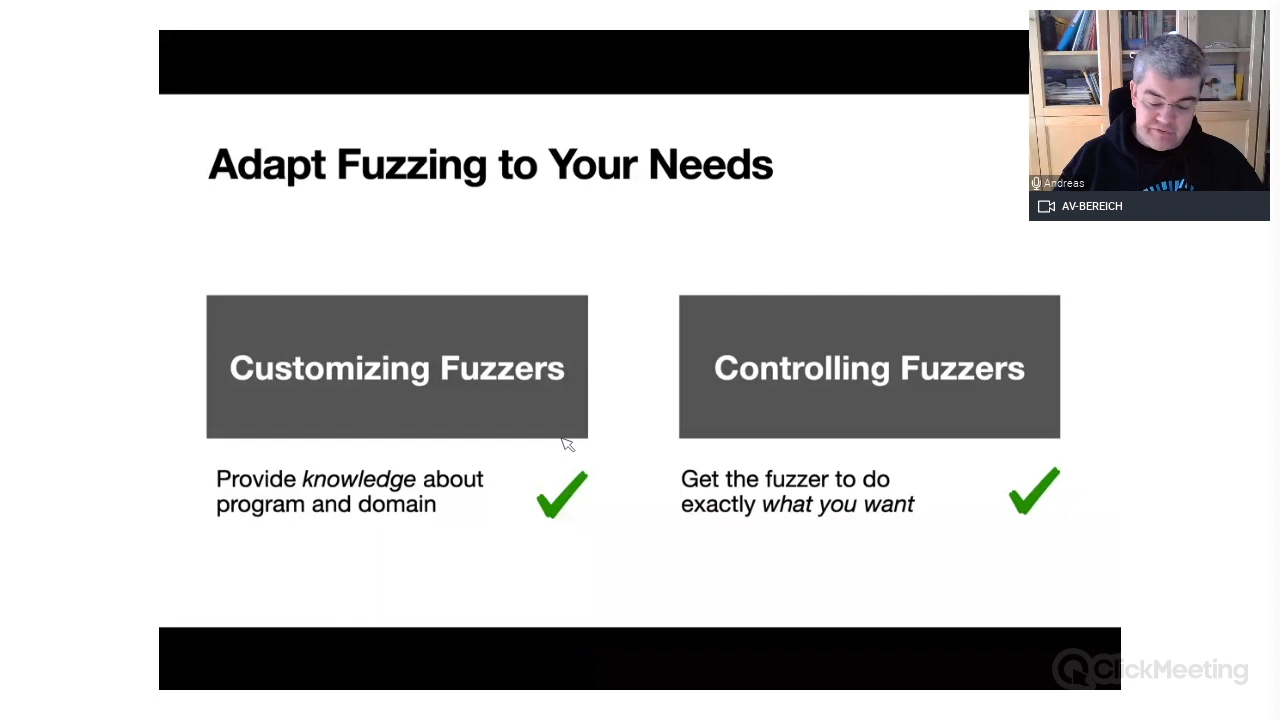 Adapt Fuzzing to Your Needs
Customizing Fuzzers
Provide knowledge about
program and domain
Controlling Fuzzers
Get the fuzzer to do
exactly what you want
Andreas
AV-BEREICH
ClickMeeting